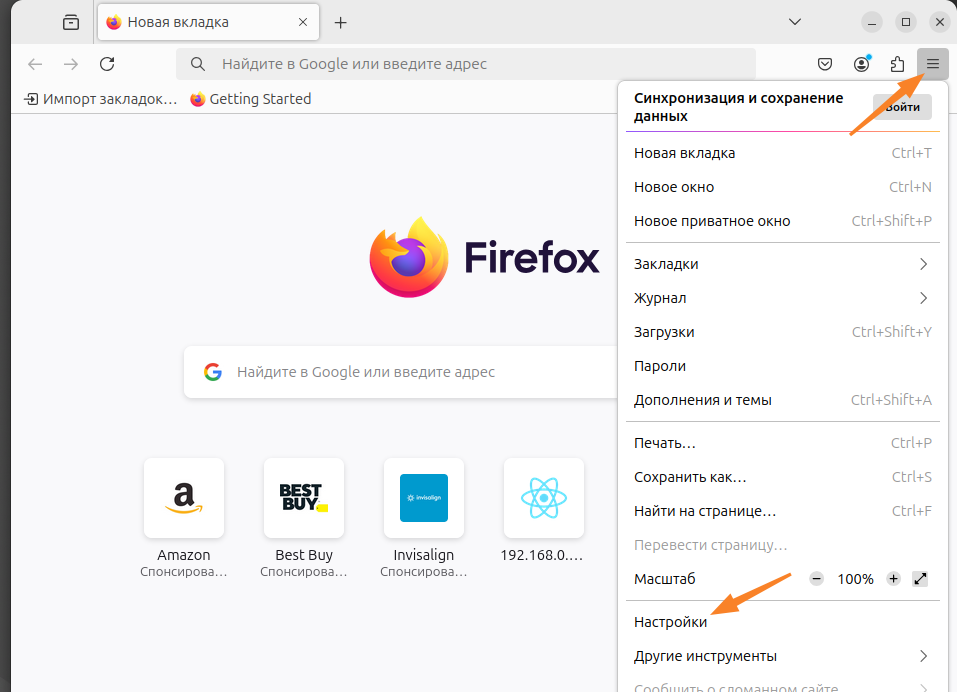 Новая вкладка
Найдите в Google или введите адрес
Импорт закладок…
Getting Started
Синхронизация и сохранение
данных
Войти
Новая вкладка Ctrl+T
Новое окно Ctrl+N
Новое приватное окно Ctrl+Shift+P
Закладки
Журнал
Загрузки Ctrl+Shift+Y
Пароли
Дополнения и темы Ctrl+Shift+A
Печать… Ctrl+P
Сохранить как… Ctrl+S
Найти на странице… Ctrl+F
Перевести страницу…
Масштаб 100%
Настройки
Другие инструменты
Сообщить о сломанном сайте
Firefox
Найдите в Google или введите адрес
a
BEST
BUY
invisalign
Amazon
Спонсирова…
Best Buy
Спонсирова…
Invisalign
Спонсирова…
192.168.0.…